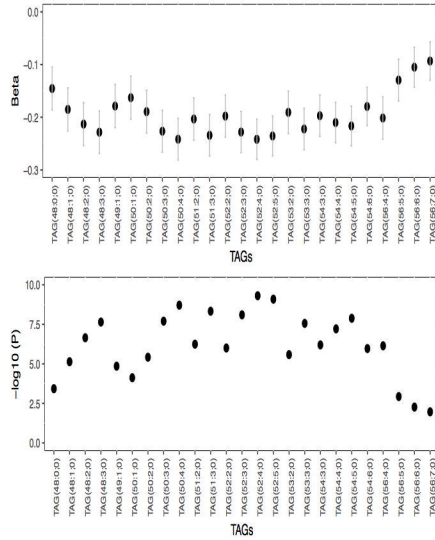 0.0
−0.1
−0.2
−0.3
Beta
TAG(48:0;0)
TAG(48:1;0)
TAG(48:2;0)
TAG(48:3;0)
TAG(49:1;0)
TAG(50:1;0)
TAG(50:2;0)
TAG(50:3;0)
TAG(50:4;0)
TAG(51:2;0)
TAG(51:3;0)
TAG(52:2;0)
TAG(52:3;0)
TAG(52:4;0)
TAG(52:5;0)
TAG(53:2;0)
TAG(53:3;0)
TAG(54:3;0)
TAG(54:4;0)
TAG(54:5;0)
TAG(54:6;0)
TAG(56:4;0)
TAG(56:5;0)
TAG(56:6;0)
TAG(56:7;0)
TAGs
10.0
7.5
5.0
2.5
0.0
−log10 (P)
TAG(48:0;0)
TAG(48:1;0)
TAG(48:2;0)
TAG(48:3;0)
TAG(49:1;0)
TAG(50:1;0)
TAG(50:2;0)
TAG(50:3;0)
TAG(50:4;0)
TAG(51:2;0)
TAG(51:3;0)
TAG(52:2;0)
TAG(52:3;0)
TAG(52:4;0)
TAG(52:5;0)
TAG(53:2;0)
TAG(53:3;0)
TAG(54:3;0)
TAG(54:4;0)
TAG(54:5;0)
TAG(54:6;0)
TAG(56:4;0)
TAG(56:5;0)
TAG(56:6;0)
TAG(56:7;0)
TAGs